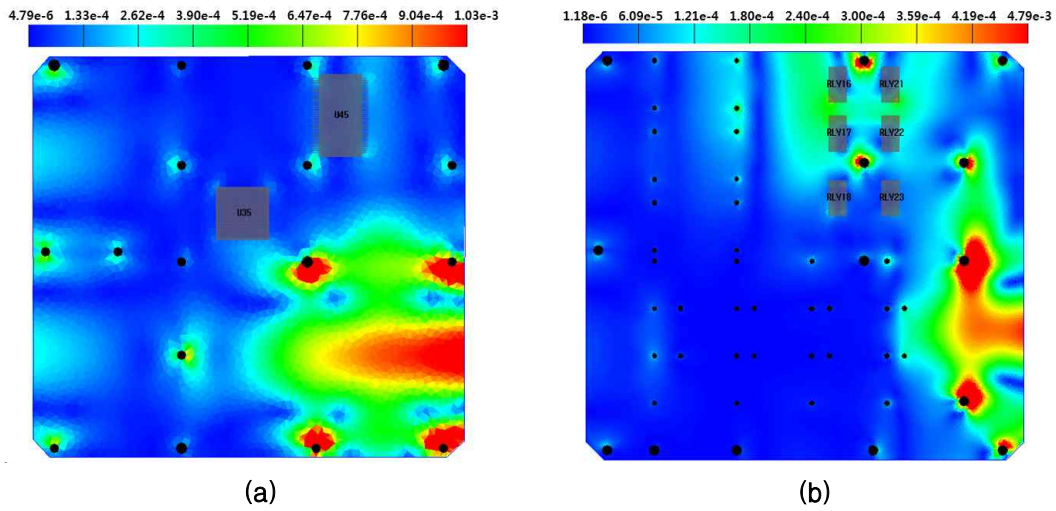 4.79e-6 1.33e-4 2.62e-4 3.90e-4 5.19e-4 6.47e-4 7.76e-4 9.04e-4 1.03e-3
1.18e-6 6.09e-5 1.21e-4 1.80e-4 2.40e-4 3.00e-4 3.59e-4 4.19e-4 4.79e-3
U45
U35
RLY16 RLY21
RLY17 RLY22
RLY18 RLY23
(a)
(b)